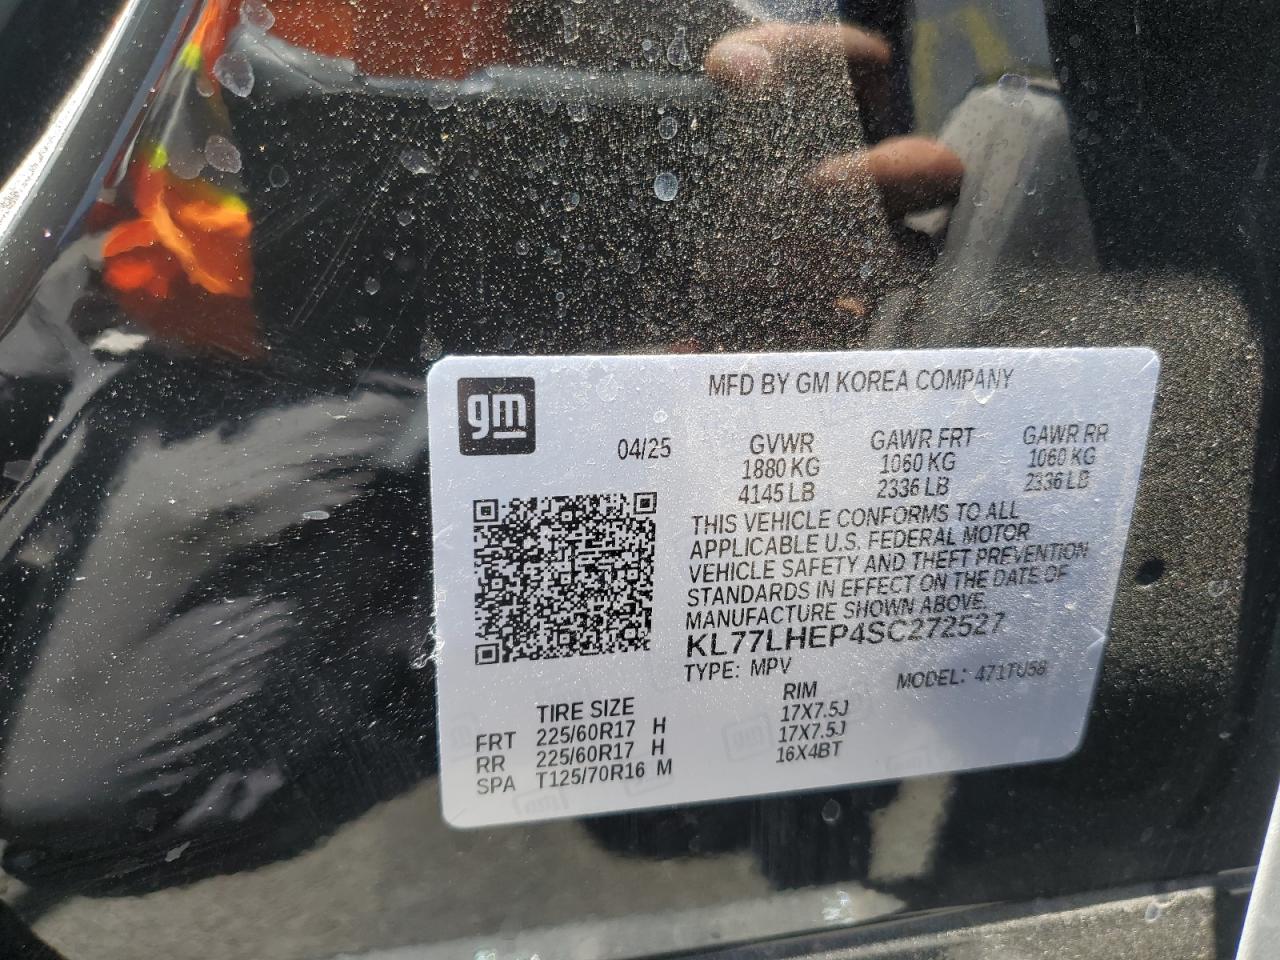 gm
MFD BY GM KOREA COMPANY
04/25 GVWR GAWR FRT GAWR RR
1880 KG 1060 KG 1060 KG
4145 LB 2336 LB 2336 LB
THIS VEHICLE CONFORMS TO ALL
APPLICABLE U.S. FEDERAL MOTOR
VEHICLE SAFETY AND THEFT PREVENTION
STANDARDS IN EFFECT ON THE DATE OF
MANUFACTURE SHOWN ABOVE.
KL77LHEP4SC272527
TYPE: MPV MODEL: 471TU58
TIRE SIZE RIM
FRT 225/60R17 H 17X7.5J
RR 225/60R17 H 17X7.5J
SPA T125/70R16 M 16X4BT